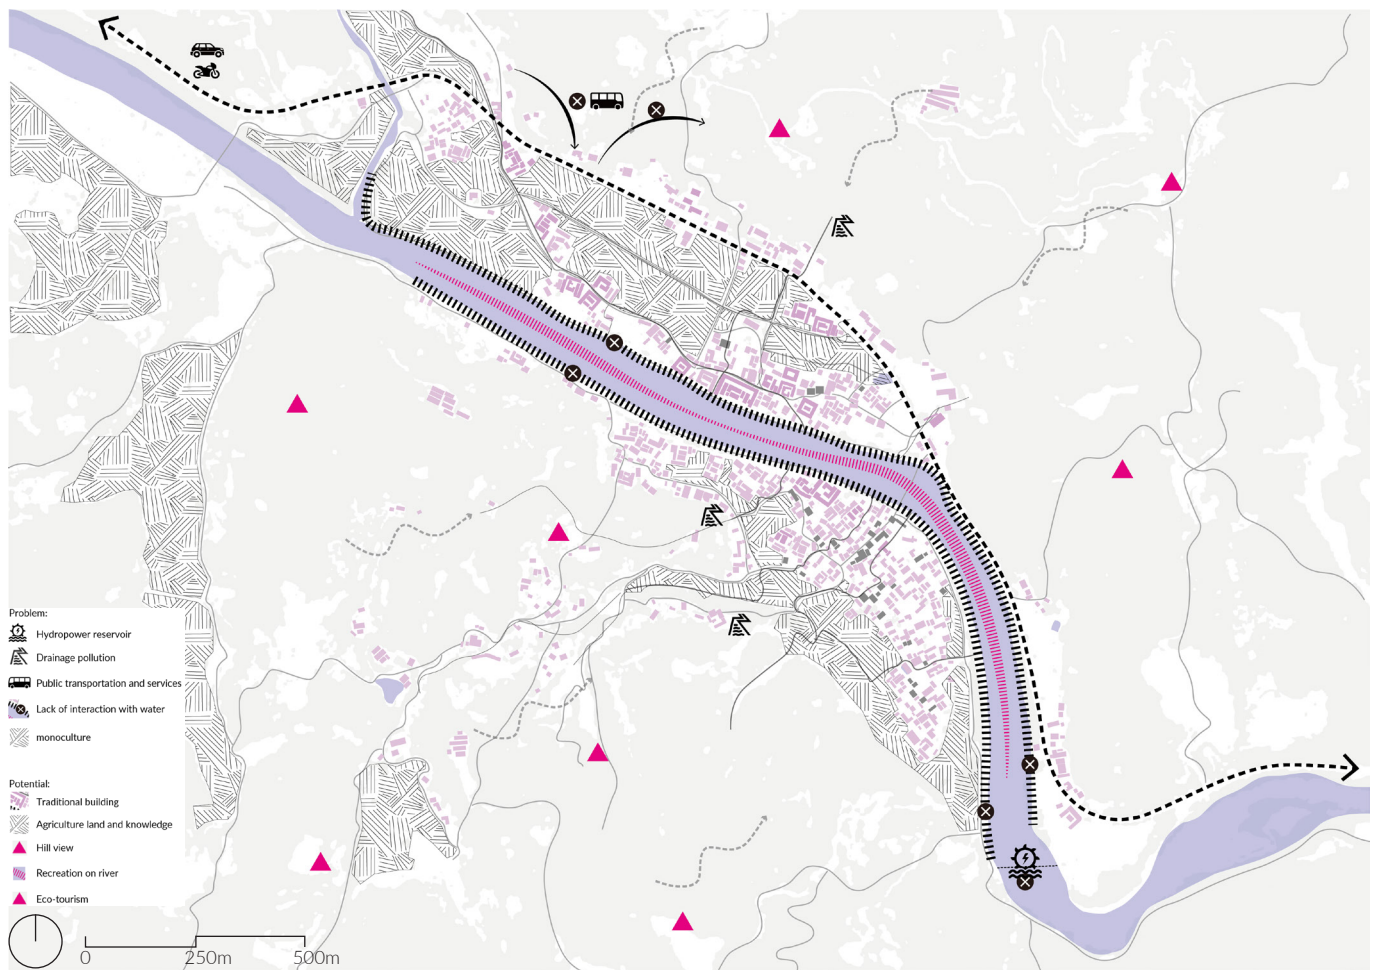 Problem:
Hydropower reservoir
Drainage pollution
Public transportation and services
Lack of interaction with water
monoculture
Potential:
Traditional building
Agriculture land and knowledge
Hill view
Recreation on river
Eco-tourism
0 250m 500m